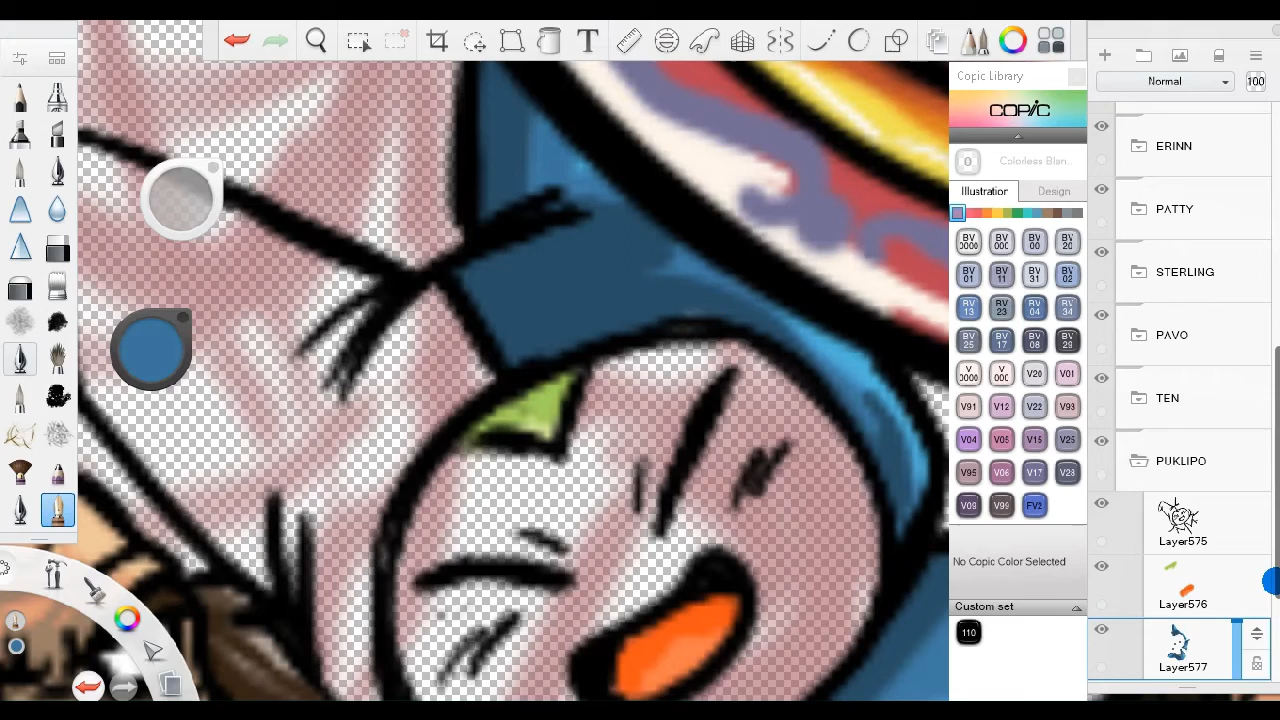 T
Copic Library
COPIC
0 Colorless Blan...
Illustration Design
BV 0000 BV 000 BV 00 BV 20
BV 01 BV 11 BV 31 BV 02
BV 13 BV 23 BV 04 BV 34
BV 25 BV 17 BV 08 BV 29
V 0000 V 000 V20 V01
V91 V12 V22 V93
V04 V05 V15 V25
V95 V06 V17 V28
V09 V99 FV2
No Copic Color Selected
Custom set
110
Normal 100
ERINN
PATTY
STERLING
PAVO
TEN
PUKLIPO
Layer575
Layer576
Layer577